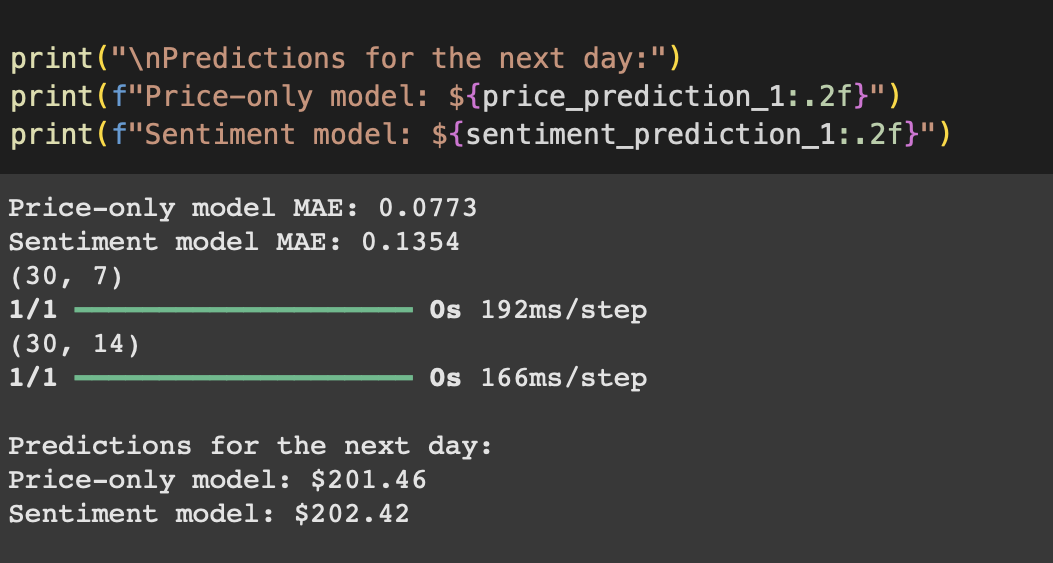 print("\nPredictions for the next day:")
print(f"Price-only model: ${price_prediction_1:.2f}")
print(f"Sentiment model: ${sentiment_prediction_1:.2f}")
Price-only model MAE: 0.0773
Sentiment model MAE: 0.1354
(30, 7)
1/1 ━━━━━━━━━━━━━━━━━━━━ 0s 192ms/step
(30, 14)
1/1 ━━━━━━━━━━━━━━━━━━━━ 0s 166ms/step
Predictions for the next day:
Price-only model: $201.46
Sentiment model: $202.42